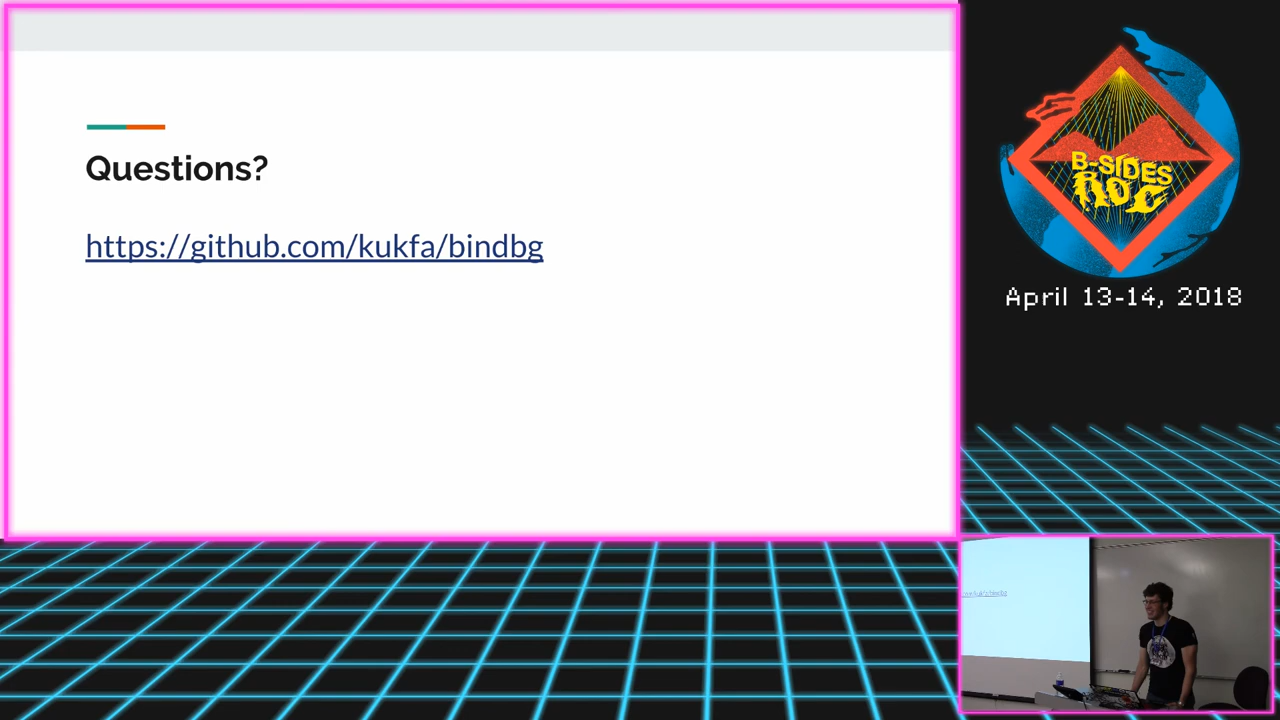 Questions?
https://github.com/kukfa/bindbg
B-SIDES
ROC
April 13-14, 2018